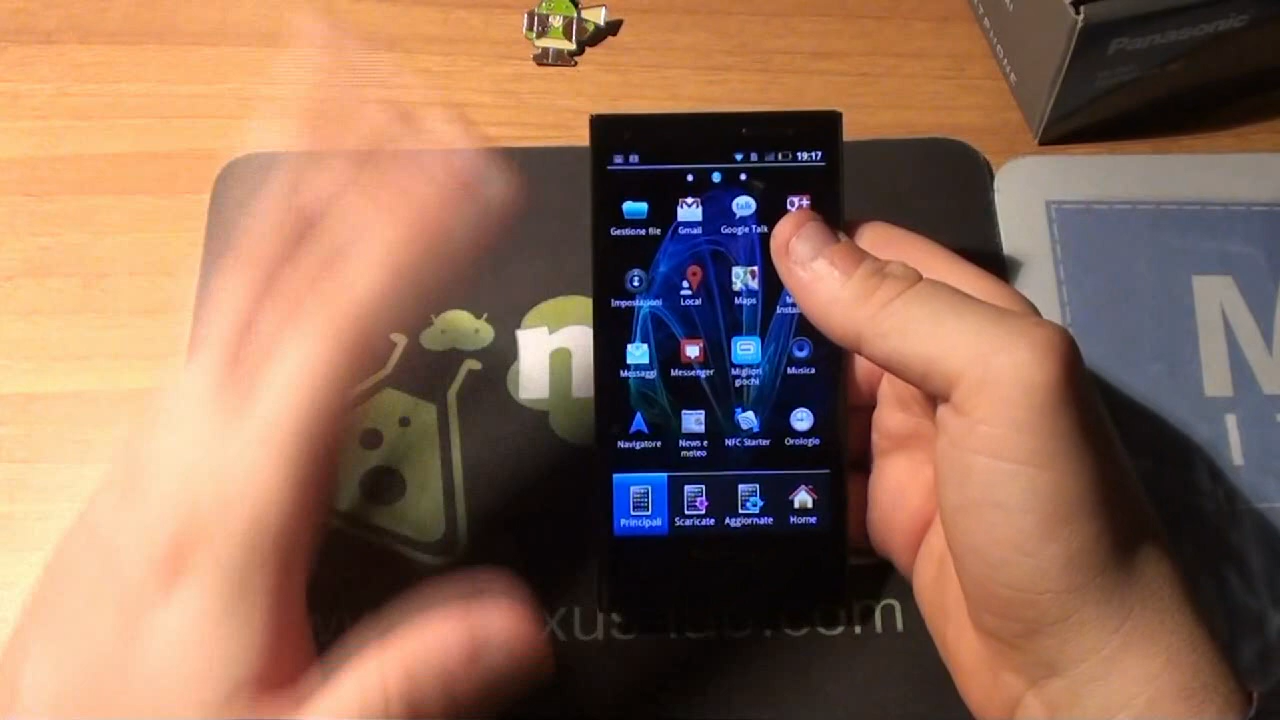 Panasonic
19:17
Gestione file
Gmail
talk
Google Talk
Impostazioni
Local
Maps
Messaggi
Messenger
Migliori
giochi
Musica
Navigatore
News e
meteo
NFC Starter
Orologio
Principali
Scaricate
Aggiornate
Home
n
M
.com